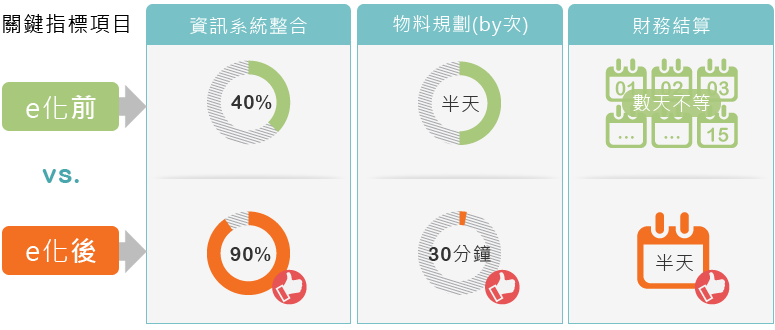 關鍵指標項目
資訊系統整合
物料規劃(by次)
財務結算
e化前
40%
半天
01 02 03
數天不等
... ... 15
vs.
e化後
90%
30分鐘
半天